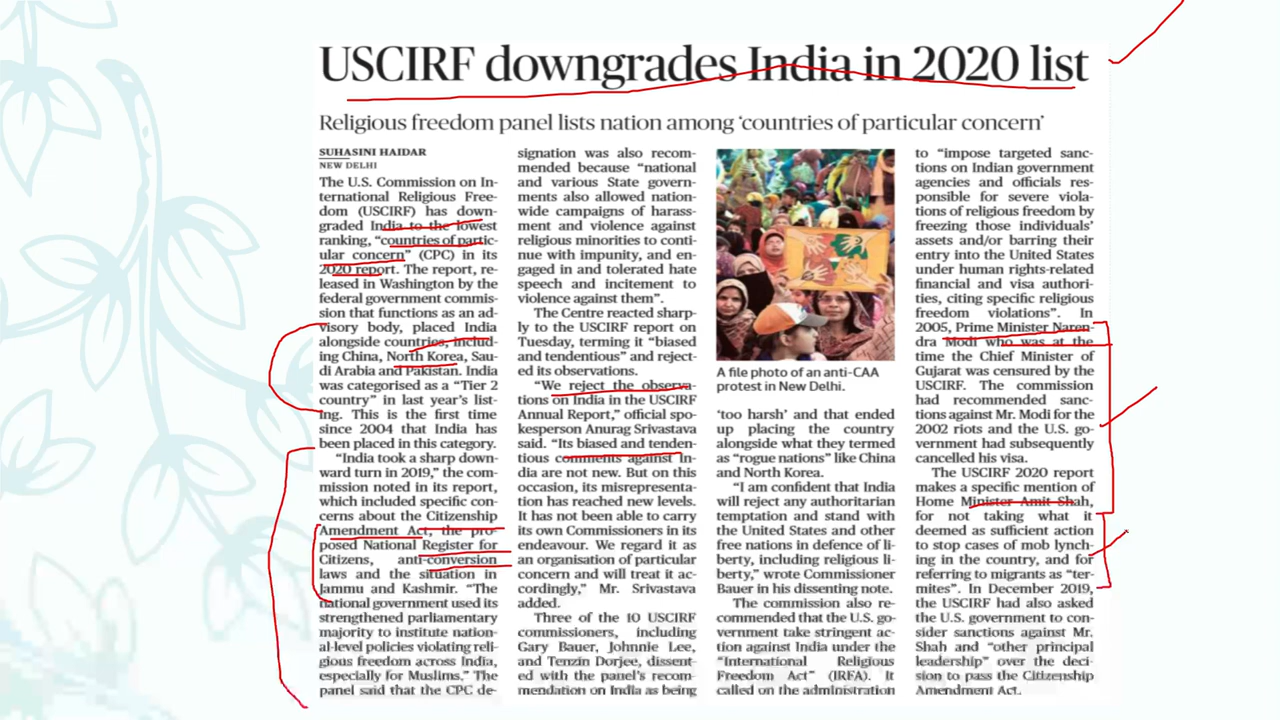 USCIRF downgrades India in 2020 list
Religious freedom panel lists nation among ‘countries of particular concern’
SUHASINI HAIDAR
NEW DELHI
The U.S. Commission on In-
ternational Religious Free-
dom (USCIRF) has down-
graded India to the lowest
ranking, “countries of partic-
ular concern” (CPC) in its
2020 report. The report, re-
leased in Washington by the
federal government commis-
sion that functions as an ad-
visory body, placed India
alongside countries, includ-
ing China, North Korea, Sau-
di Arabia and Pakistan. India
was categorised as a “Tier 2
country” in last year’s list-
ing. This is the first time
since 2004 that India has
been placed in this category.
“India took a sharp down-
ward turn in 2019,” the com-
mission noted in its report,
which included specific con-
cerns about the Citizenship
Amendment Act, the pro-
posed National Register for
Citizens, anti-conversion
laws and the situation in
Jammu and Kashmir. “The
national government used its
strengthened parliamentary
majority to institute nation-
al-level policies violating reli-
gious freedom across India,
especially for Muslims.” The
panel said that the CPC de-
signation was also recom-
mended because “national
and various State govern-
ments also allowed nation-
wide campaigns of harass-
ment and violence against
religious minorities to conti-
nue with impunity, and en-
gaged in and tolerated hate
speech and incitement to
violence against them”.
The Centre reacted sharp-
ly to the USCIRF report on
Tuesday, terming it “biased
and tendentious” and reject-
ed its observations.
“We reject the observa-
tions on India in the USCIRF
Annual Report,” official spo-
kesperson Anurag Srivastava
said. “Its biased and tenden-
tious comments against In-
dia are not new. But on this
occasion, its misrepresenta-
tion has reached new levels.
It has not been able to carry
its own Commissioners in its
endeavour. We regard it as
an organisation of particular
concern and will treat it ac-
cordingly,” Mr. Srivastava
added.
Three of the 10 USCIRF
commissioners, including
Gary Bauer, Johnnie Lee,
and Tenzin Dorjee, dissent-
ed with the panel’s recom-
mendation on India as being
A file photo of an anti-CAA
protest in New Delhi.
‘too harsh’ and that ended
up placing the country
alongside what they termed
as “rogue nations” like China
and North Korea.
“I am confident that India
will reject any authoritarian
temptation and stand with
the United States and other
free nations in defence of li-
berty, including religious li-
berty,” wrote Commissioner
Bauer in his dissenting note.
The commission also re-
commended that the U.S. go-
vernment take stringent ac-
tion against India under the
“International Religious
Freedom Act” (IRFA). It
called on the administration
to “impose targeted sanc-
tions on Indian government
agencies and officials res-
ponsible for severe viola-
tions of religious freedom by
freezing those individuals’
assets and/or barring their
entry into the United States
under human rights-related
financial and visa authori-
ties, citing specific religious
freedom violations”. In
2005, Prime Minister Naren-
dra Modi who was at the
time the Chief Minister of
Gujarat was censured by the
USCIRF. The commission
had recommended sanc-
tions against Mr. Modi for the
2002 riots and the U.S. go-
vernment had subsequently
cancelled his visa.
The USCIRF 2020 report
makes a specific mention of
Home Minister Amit Shah,
for not taking what it
deemed as sufficient action
to stop cases of mob lynch-
ing in the country, and for
referring to migrants as “ter-
mites”. In December 2019,
the USCIRF had also asked
the U.S. government to con-
sider sanctions against Mr.
Shah and “other principal
leadership” over the deci-
sion to pass the Citizenship
Amendment Act.